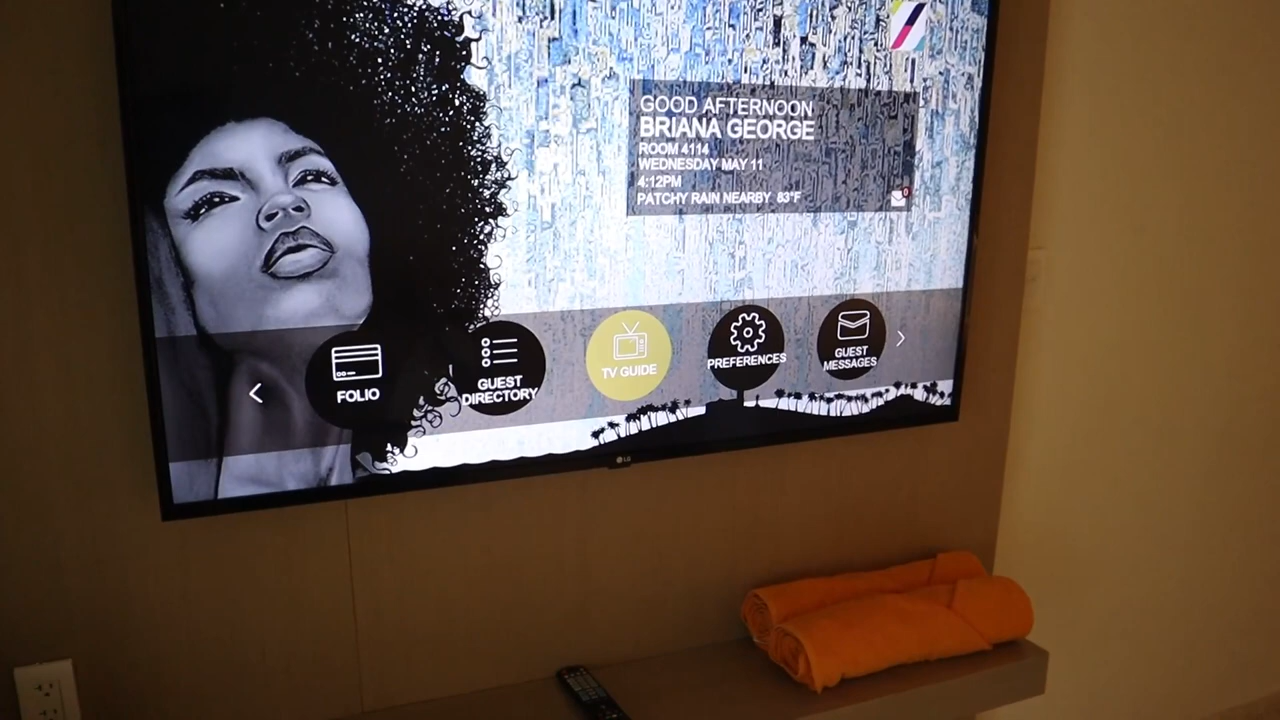 GOOD AFTERNOON
BRIANA GEORGE
ROOM 4114
WEDNESDAY MAY 11
4:12PM
PATCHY RAIN NEARBY 83°F
0
FOLIO
GUEST
DIRECTORY
TV GUIDE
PREFERENCES
GUEST
MESSAGES
LG